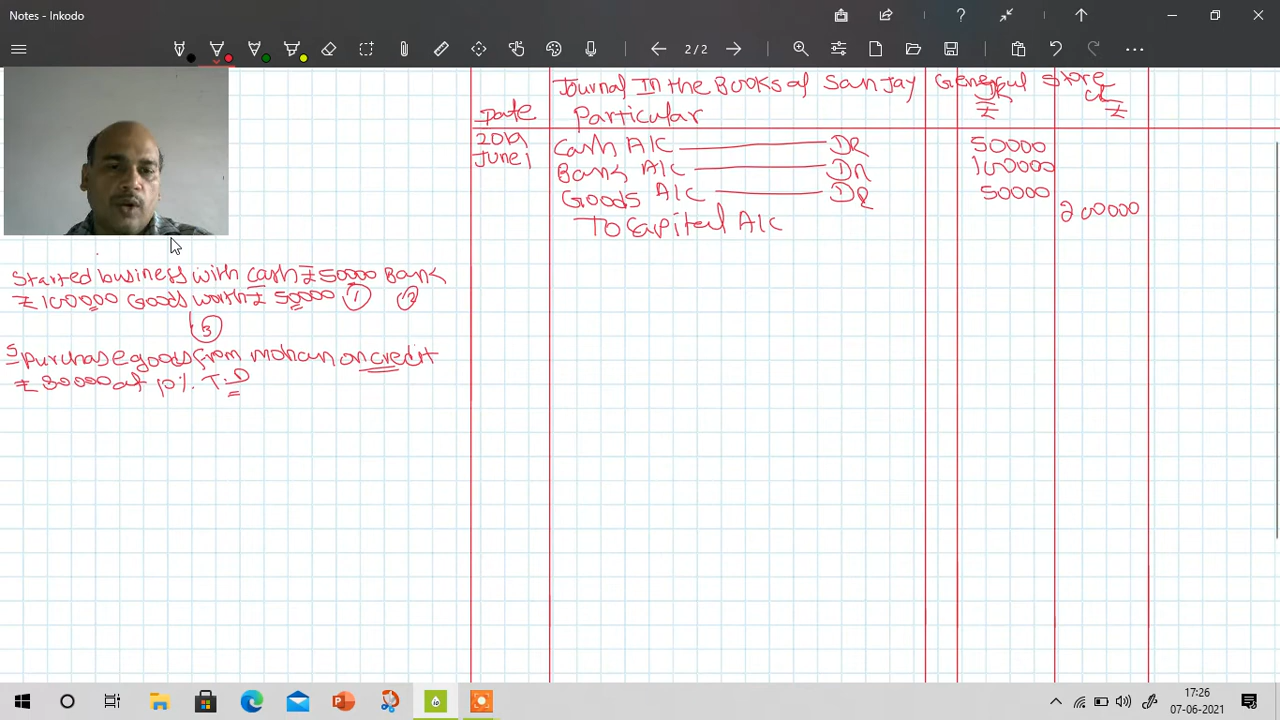 Notes - Inkodo
2/2
Journal In the Books of Sanjay General Store
Date Particular DR ₹ CR ₹
2019 Cash A/C DR 50000
June 1 Bank A/C DR 100000
Goods A/C DR 50000
To Capital A/C 200000
Started business with cash ₹ 50000 Bank
₹ 100000 Goods worth ₹ 50000 1 2
3
5 purchase goods from mohan on credit
₹ 30000 at 10% T.D
17:26
07-06-2021